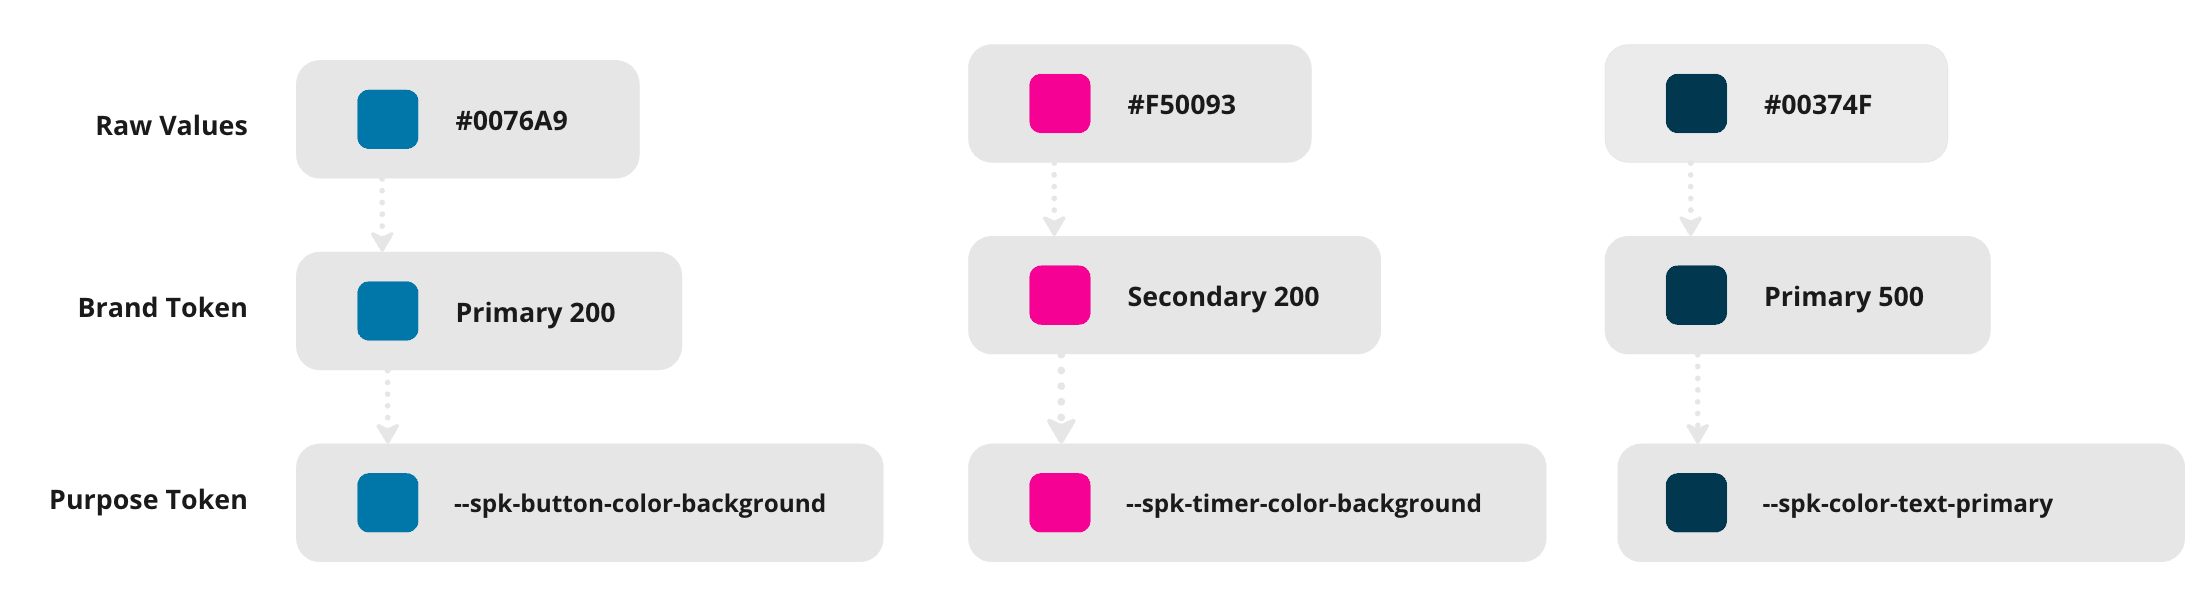 Raw Values
#0076A9
#F50093
#00374F
Brand Token
Primary 200
Secondary 200
Primary 500
Purpose Token
--spk-button-color-background
--spk-timer-color-background
--spk-color-text-primary